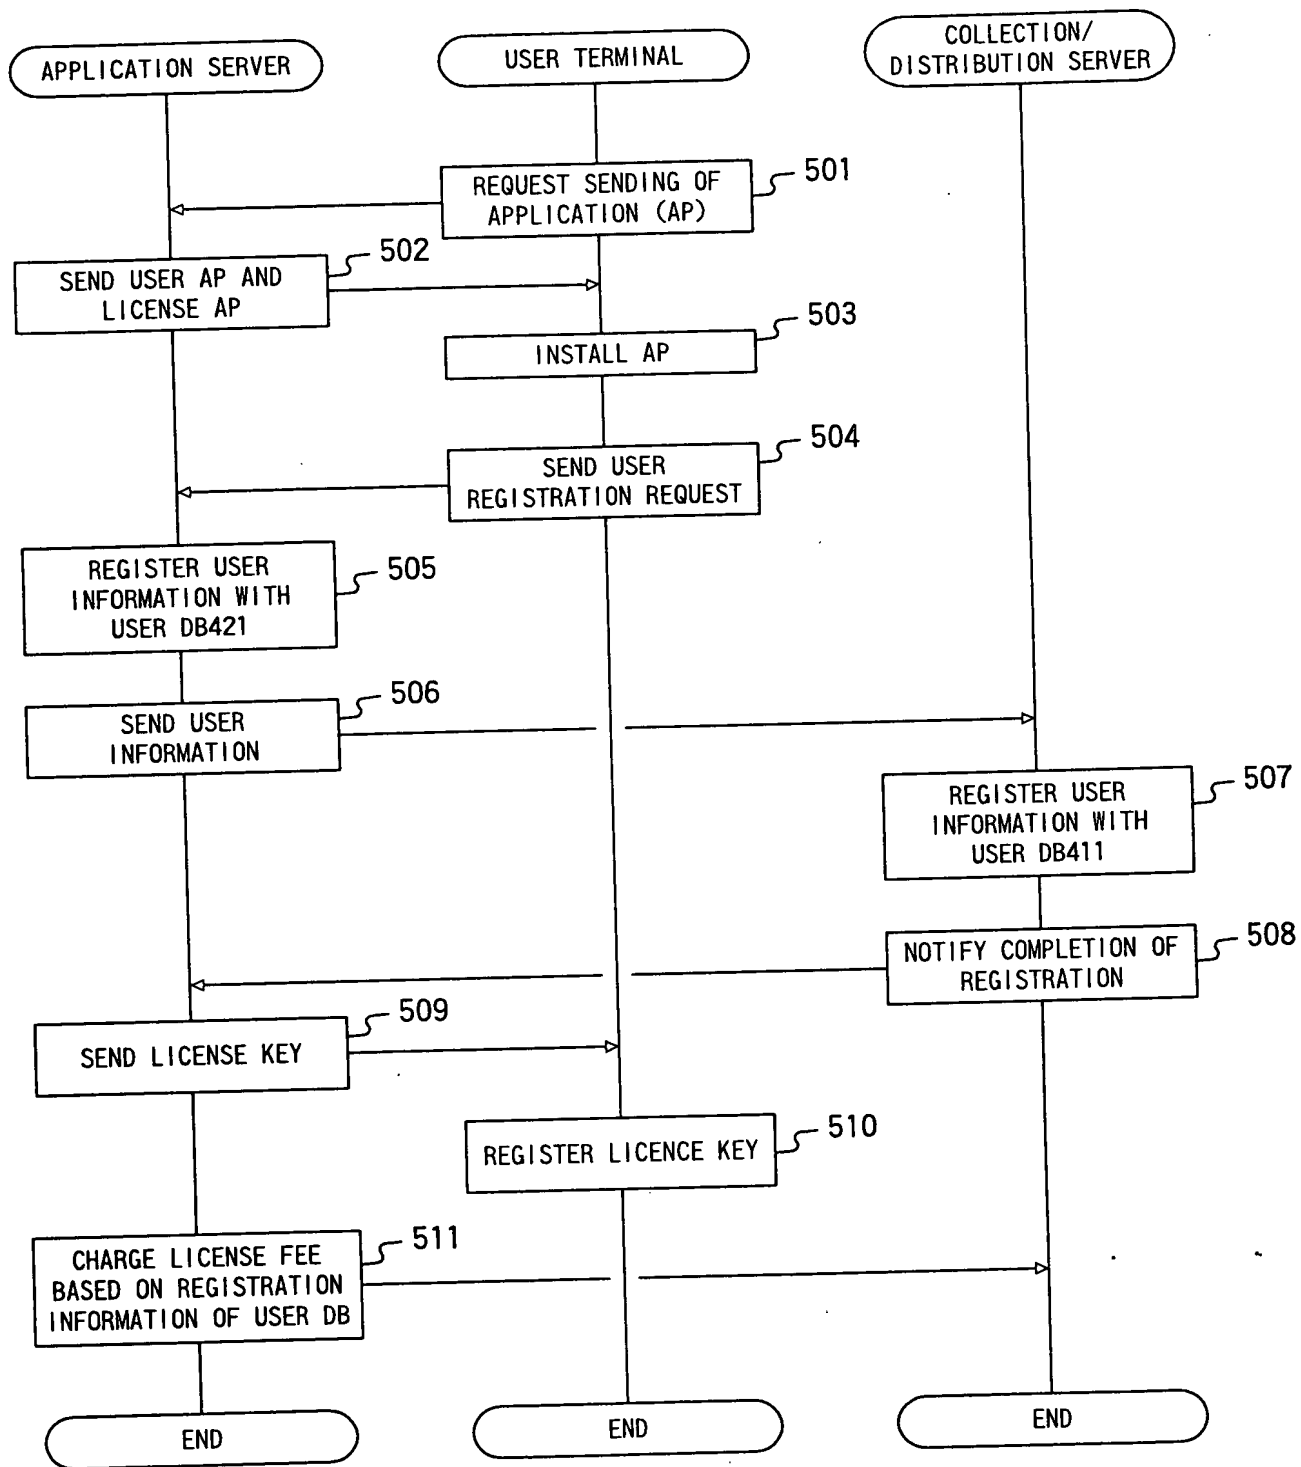 APPLICATION SERVER
USER TERMINAL
COLLECTION/
DISTRIBUTION SERVER
REQUEST SENDING OF
APPLICATION (AP)
501
SEND USER AP AND
LICENSE AP
502
INSTALL AP
503
SEND USER
REGISTRATION REQUEST
504
REGISTER USER
INFORMATION WITH
USER DB421
505
SEND USER
INFORMATION
506
REGISTER USER
INFORMATION WITH
USER DB411
507
NOTIFY COMPLETION OF
REGISTRATION
508
SEND LICENSE KEY
509
REGISTER LICENCE KEY
510
CHARGE LICENSE FEE
BASED ON REGISTRATION
INFORMATION OF USER DB
511
END
END
END